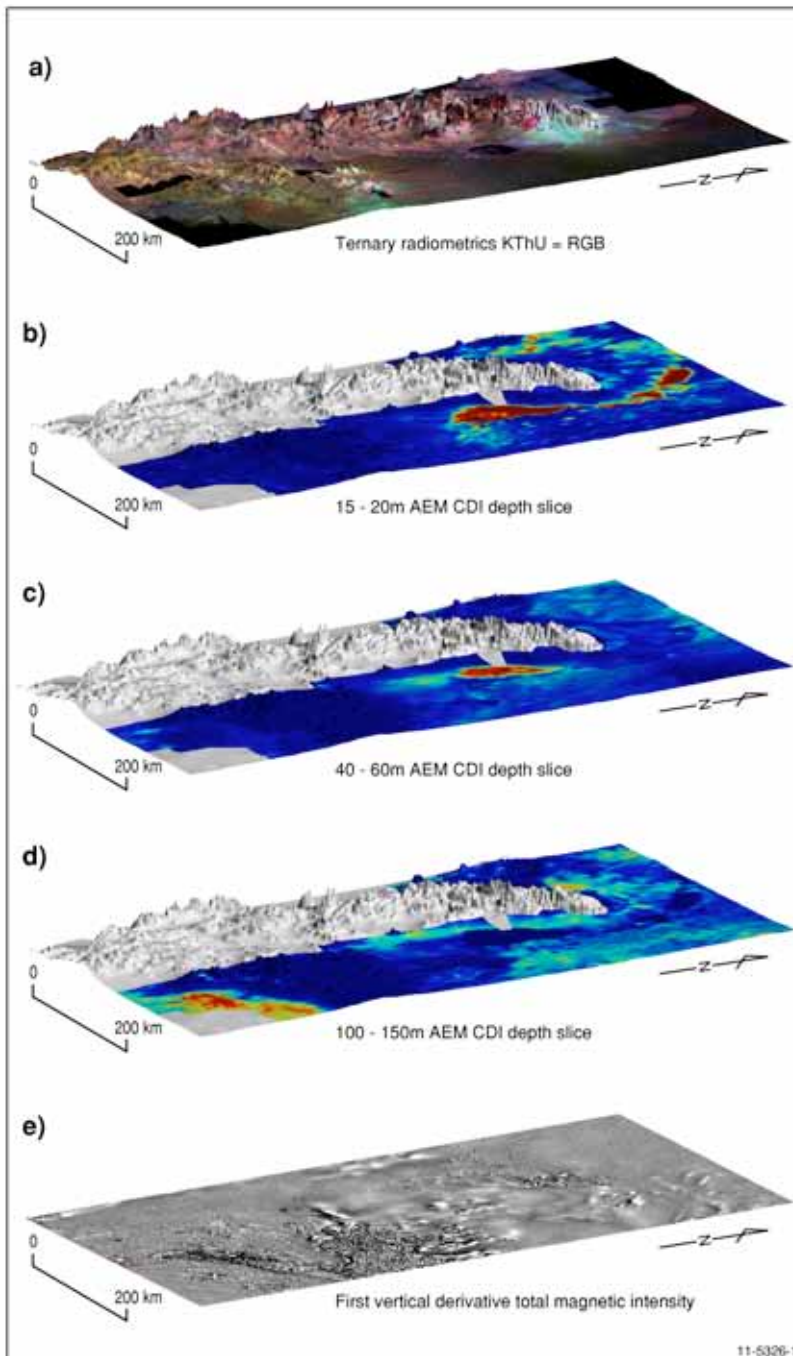 a)
0
200 km
N
Ternary radiometrics KThU = RGB
b)
0
200 km
N
15 - 20m AEM CDI depth slice
c)
0
200 km
N
40 - 60m AEM CDI depth slice
d)
0
200 km
N
100 - 150m AEM CDI depth slice
e)
0
200 km
N
First vertical derivative total magnetic intensity